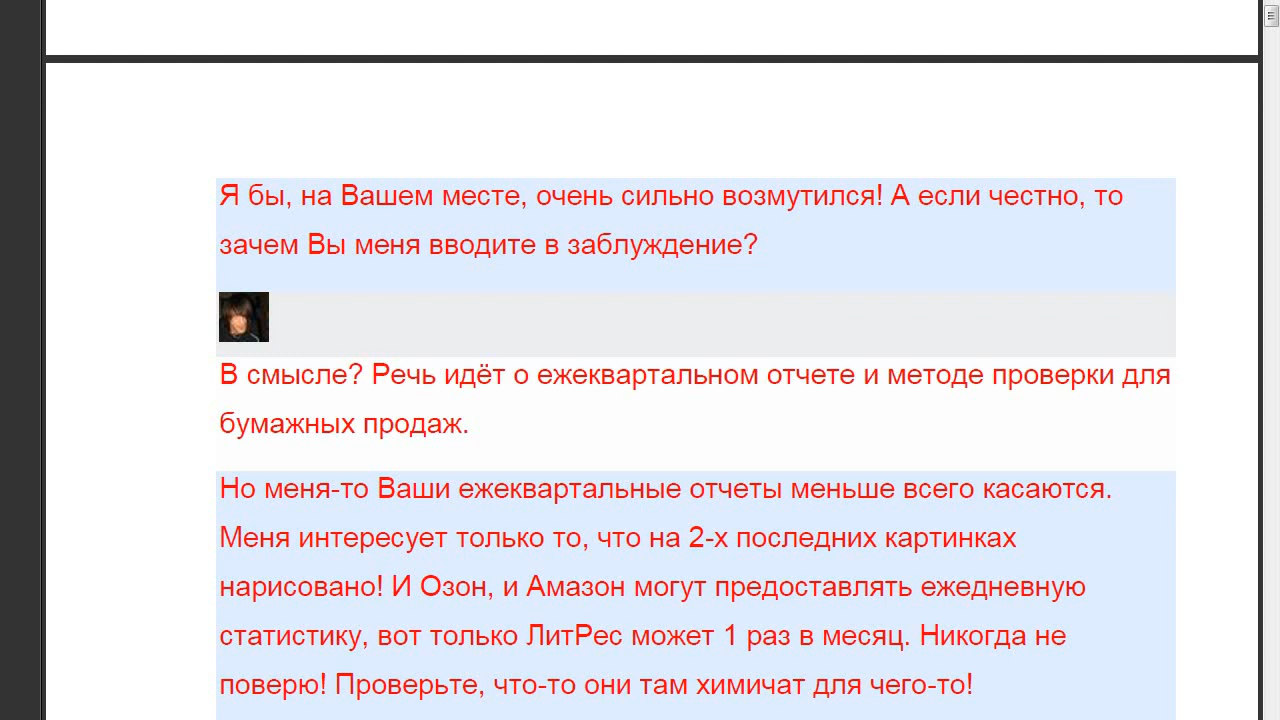 Я бы, на Вашем месте, очень сильно возмутился! А если честно, то
зачем Вы меня вводите в заблуждение?
В смысле? Речь идёт о ежеквартальном отчете и методе проверки для
бумажных продаж.
Но меня-то Ваши ежеквартальные отчеты меньше всего касаются.
Меня интересует только то, что на 2-х последних картинках
нарисовано! И Озон, и Амазон могут предоставлять ежедневную
статистику, вот только ЛитРес может 1 раз в месяц. Никогда не
поверю! Проверьте, что-то они там химичат для чего-то!